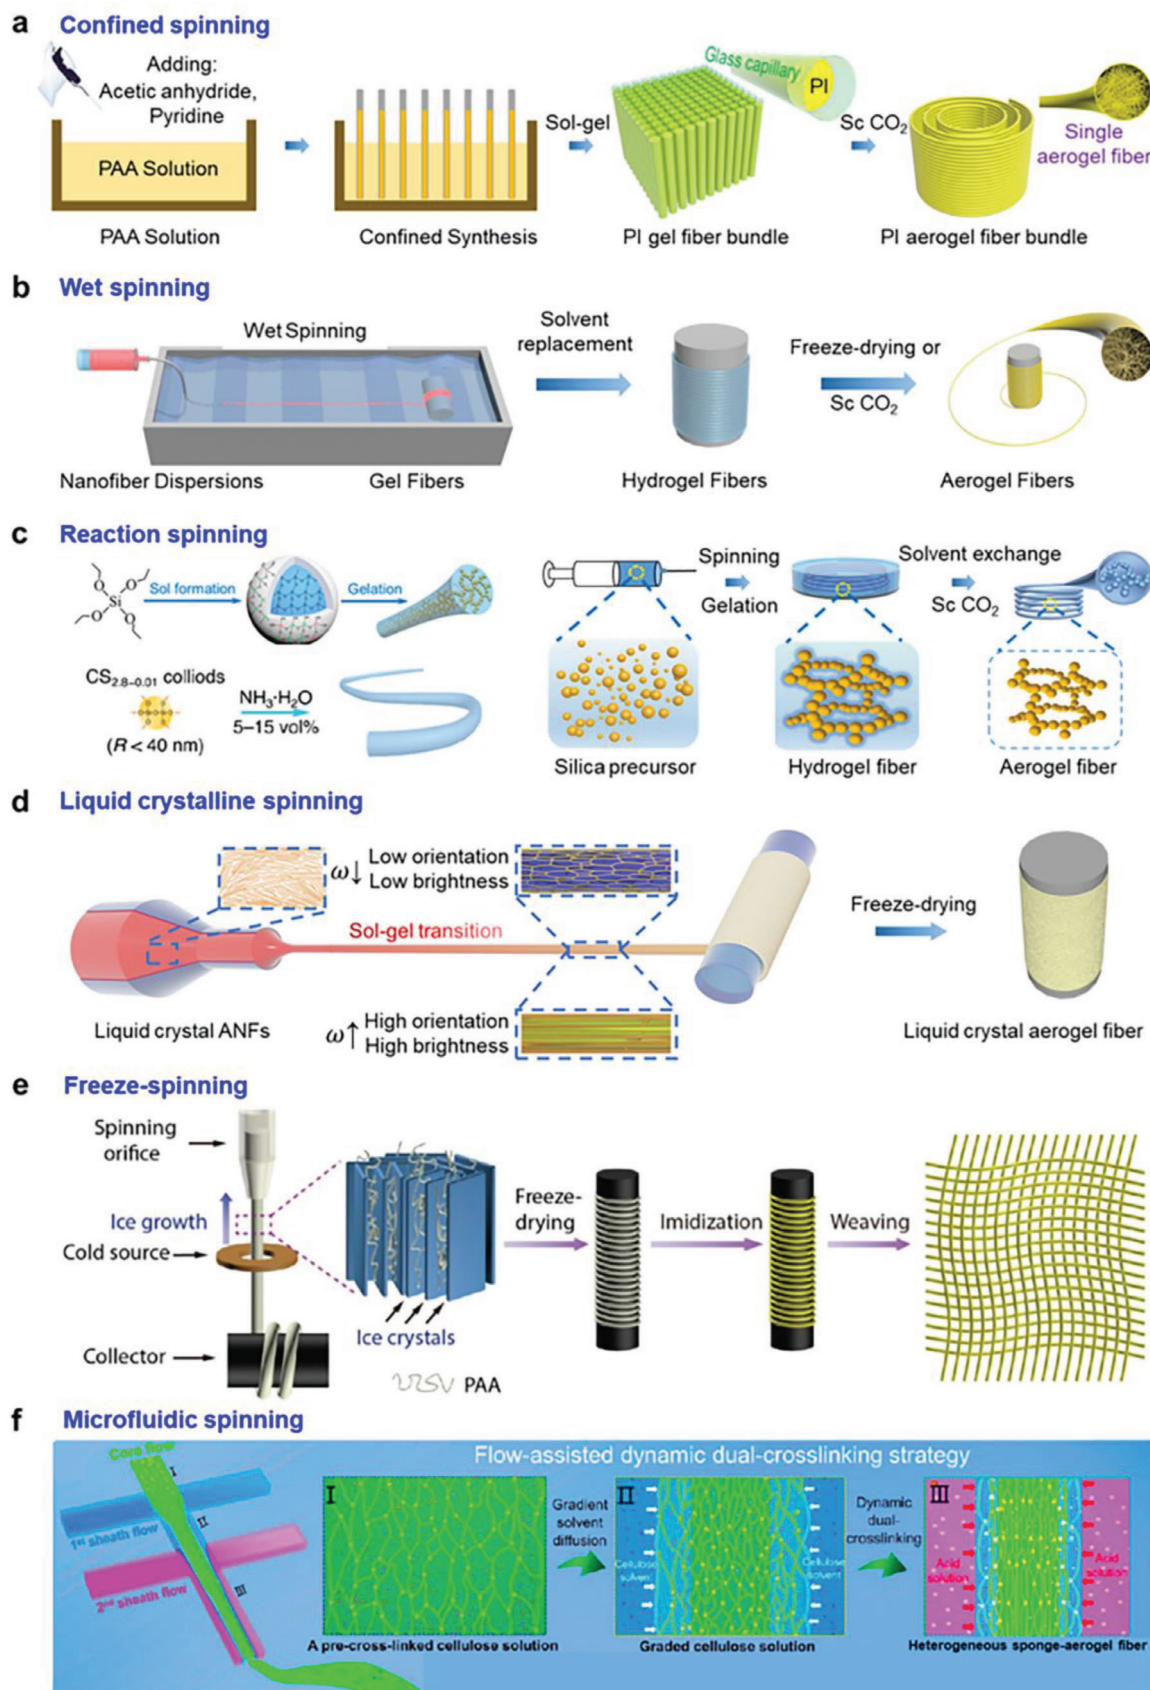 a Confined spinning
Adding:
Acetic anhydride,
Pyridine
PAA Solution
PAA Solution
Confined Synthesis
Sol-gel
Glass capillary
PI
PI gel fiber bundle
Sc CO2
Single
aerogel fiber
PI aerogel fiber bundle
b Wet spinning
Wet Spinning
Nanofiber Dispersions
Gel Fibers
Solvent
replacement
Hydrogel Fibers
Freeze-drying or
Sc CO2
Aerogel Fibers
c Reaction spinning
Si
Sol formation
Gelation
CS2.8-0.01 colliods
(R < 40 nm)
NH3·H2O
5–15 vol%
Spinning
Gelation
Solvent exchange
Sc CO2
Silica precursor
Hydrogel fiber
Aerogel fiber
d Liquid crystalline spinning
ω↓ Low orientation
Low brightness
Sol-gel transition
Liquid crystal ANFs
ω↑ High orientation
High brightness
Freeze-drying
Liquid crystal aerogel fiber
e Freeze-spinning
Spinning
orifice
Ice growth
Cold source
Collector
Ice crystals
PAA
Freeze-
drying
Imidization
Weaving
f Microfluidic spinning
Flow-assisted dynamic dual-crosslinking strategy
Core flow
I
1st sheath flow
II
2nd sheath flow
III
I
A pre-cross-linked cellulose solution
Gradient
solvent
diffusion
II
Cellulose
solvent
Cellulose
solvent
Graded cellulose solution
Dynamic
dual-
crosslinking
III
Acid
solution
Acid
solution
Heterogeneous sponge-aerogel fiber